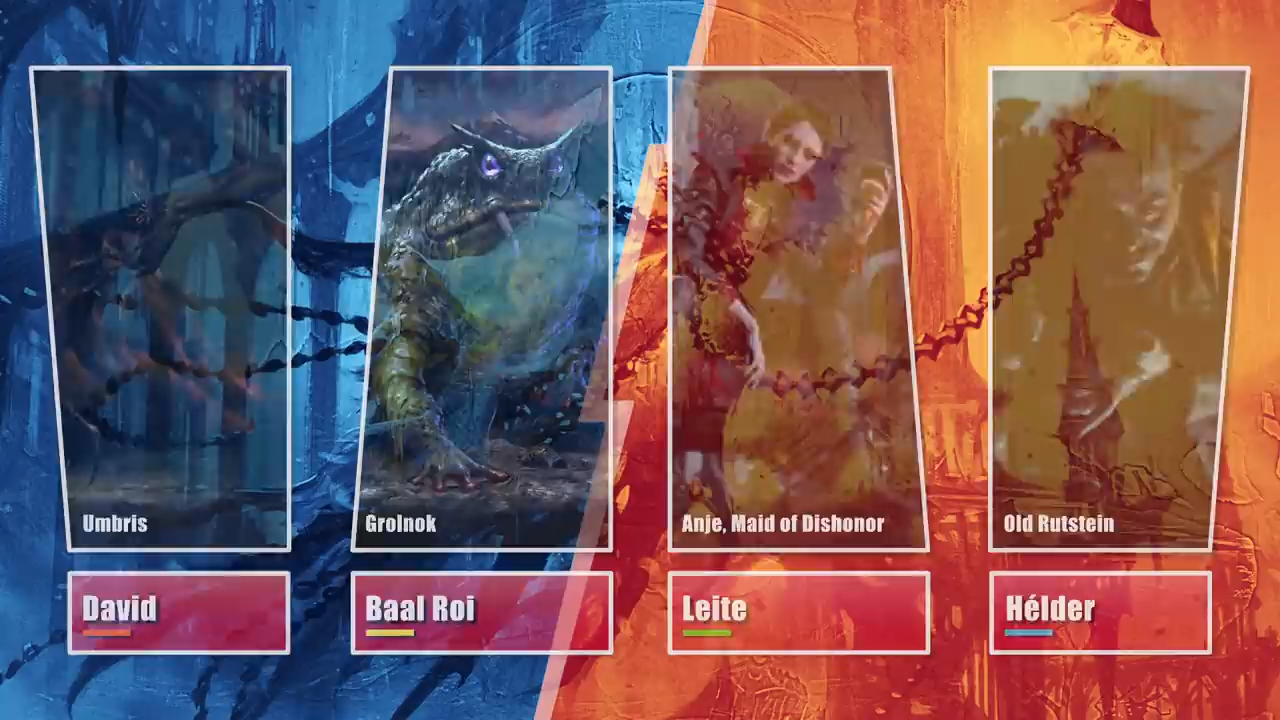 Umbris
Grolnok
Anje, Maid of Dishonor
Old Rutstein
David
Baal Roi
Leite
Hélder